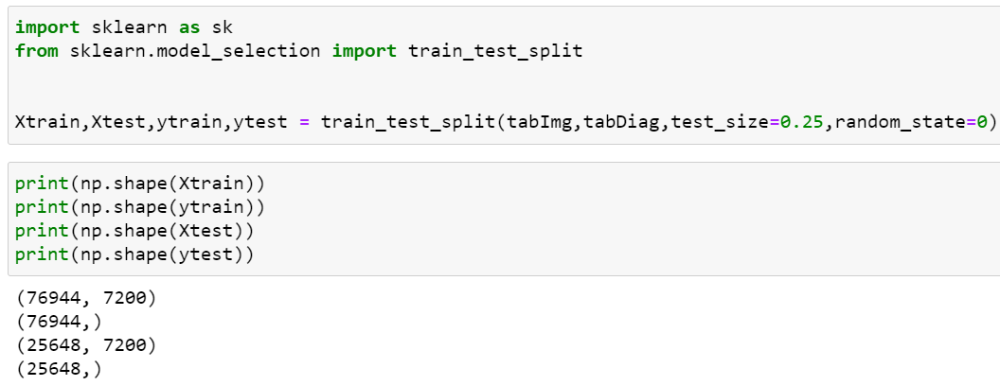 import sklearn as sk
from sklearn.model_selection import train_test_split
Xtrain,Xtest,ytrain,ytest = train_test_split(tabImg,tabDiag,test_size=0.25,random_state=0)
print(np.shape(Xtrain))
print(np.shape(ytrain))
print(np.shape(Xtest))
print(np.shape(ytest))
(76944, 7200)
(76944,)
(25648, 7200)
(25648,)